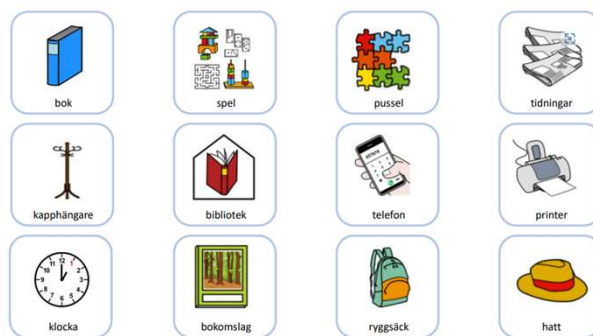 bok
spel
pussel
tidningar
kapphängare
bibliotek
telefon
printer
klocka
bokomslag
ryggsäck
hatt